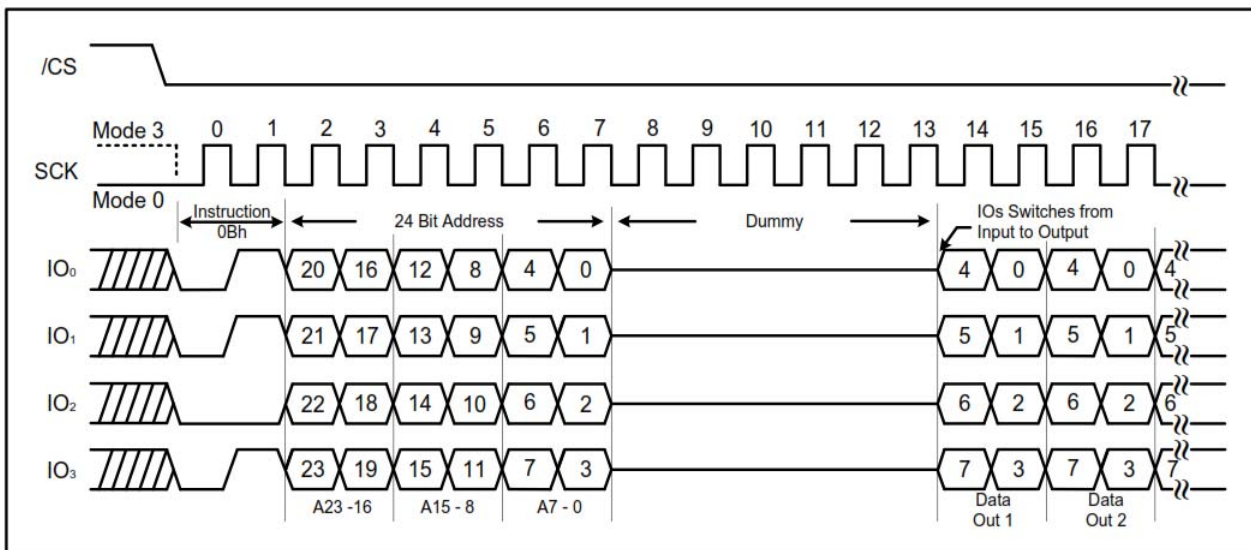 /CS
Mode 3 0 1 2 3 4 5 6 7 8 9 10 11 12 13 14 15 16 17
SCK
Mode 0
Instruction
0Bh
24 Bit Address
Dummy
IOs Switches from
Input to Output
IO₀ 20 16 12 8 4 0 4 0 4 0 4
IO₁ 21 17 13 9 5 1 5 1 5 1 5
IO₂ 22 18 14 10 6 2 6 2 6 2 6
IO₃ 23 19 15 11 7 3 7 3 7 3 7
A23 -16 A15 - 8 A7 - 0
Data
Out 1
Data
Out 2